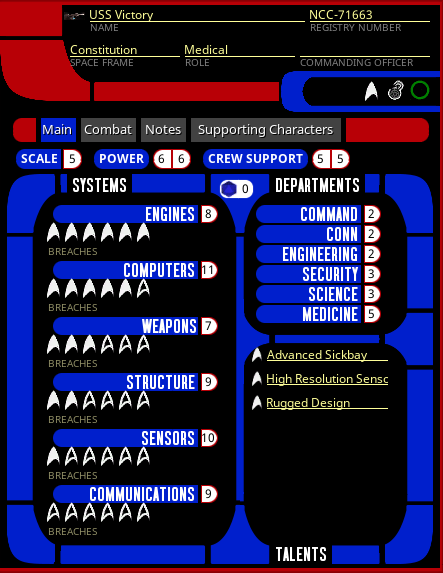 USS Victory
NCC-71663
NAME
REGISTRY NUMBER
Constitution
Medical
SPACE FRAME
ROLE
COMMANDING OFFICER
Main
Combat
Notes
Supporting Characters
SCALE 5
POWER 6 6
CREW SUPPORT 5 5
SYSTEMS
0
DEPARTMENTS
ENGINES 8
BREACHES
COMPUTERS 11
BREACHES
WEAPONS 7
BREACHES
STRUCTURE 9
BREACHES
SENSORS 10
BREACHES
COMMUNICATIONS 9
BREACHES
COMMAND 2
CONN 2
ENGINEERING 2
SECURITY 3
SCIENCE 3
MEDICINE 5
Advanced Sickbay
High Resolution Sensc
Rugged Design
TALENTS